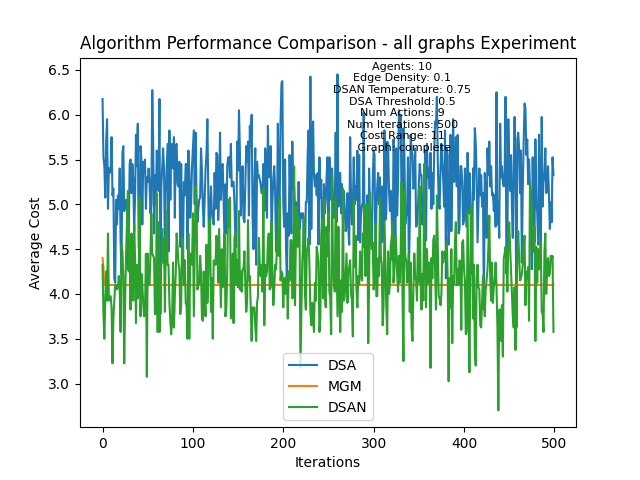 Algorithm Performance Comparison - all graphs Experiment
Agents: 10
Edge Density: 0.1
DSAN Temperature: 0.75
DSA Threshold: 0.5
Num Actions: 9
Num Iterations: 500
Cost Range: 11
Graph: complete
6.5
6.0
5.5
5.0
4.5
4.0
3.5
3.0
Average Cost
DSA
MGM
DSAN
0
100
200
300
400
500
Iterations